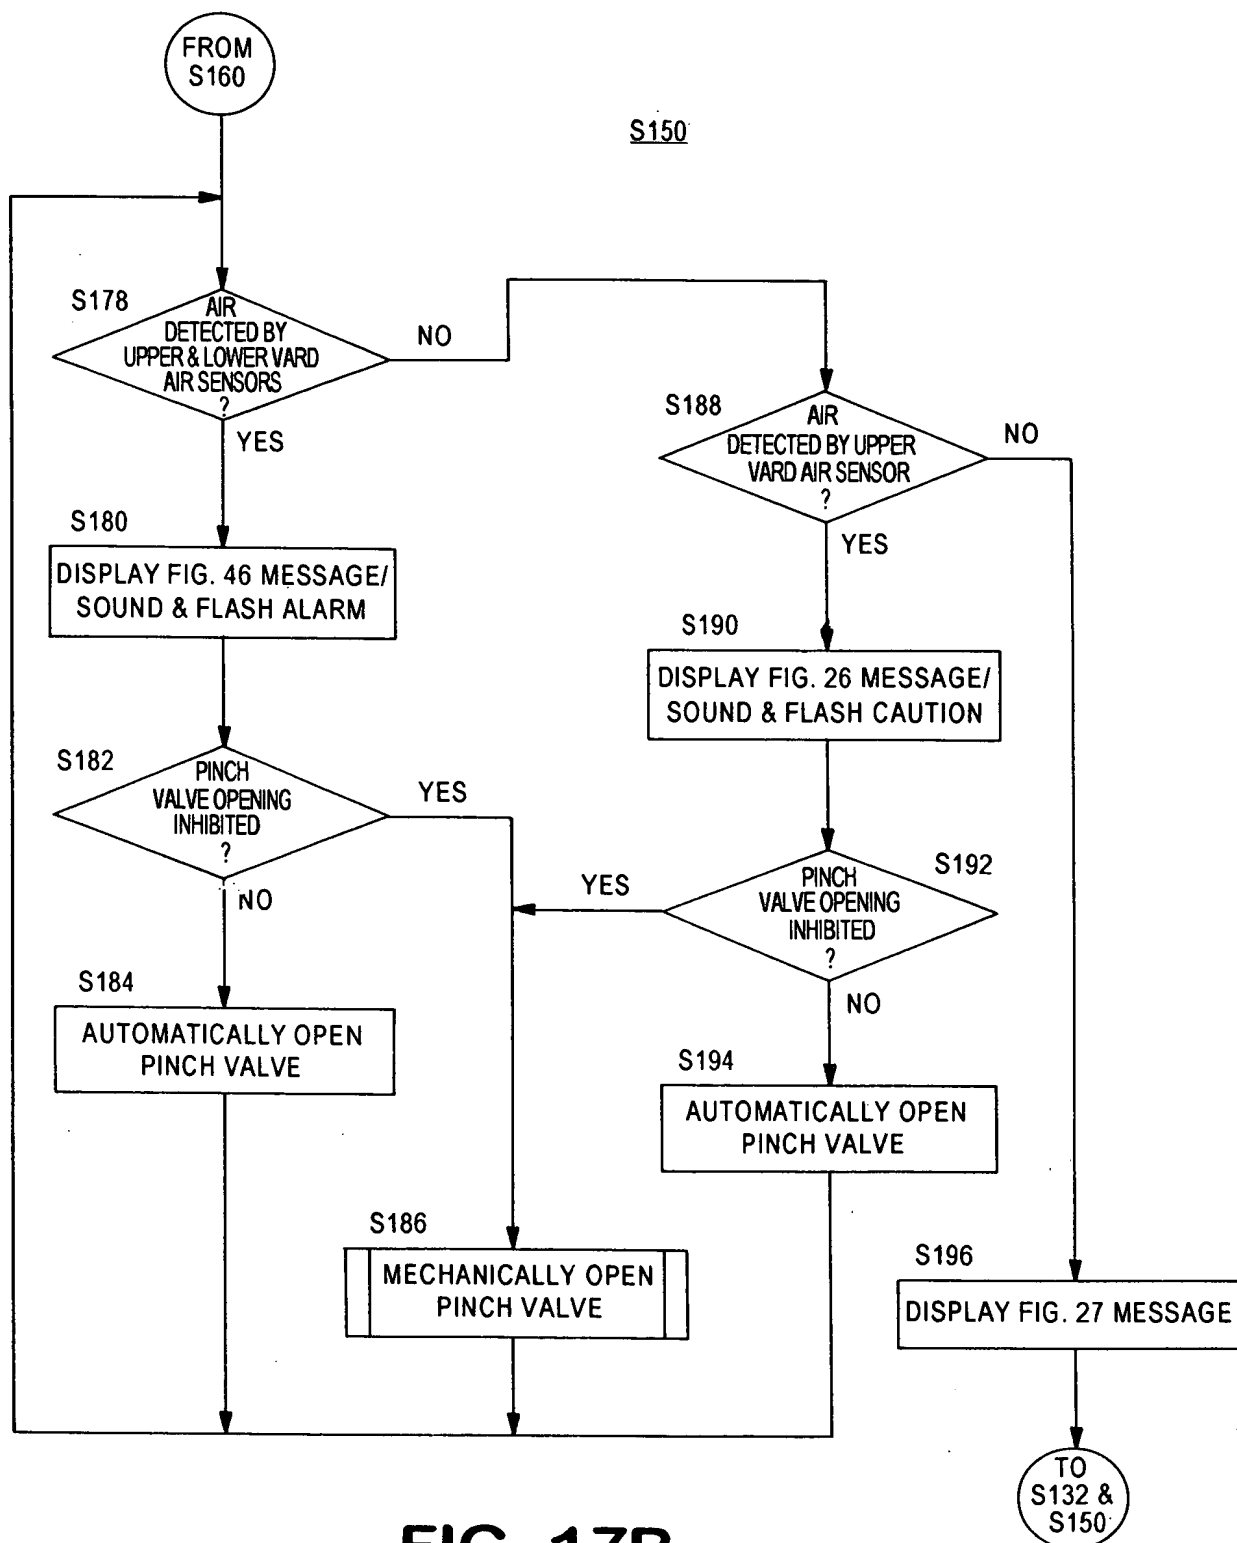 FROM
S160
S150
S178
AIR
DETECTED BY
UPPER & LOWER VARD
AIR SENSORS
?
NO
YES
S188
AIR
DETECTED BY UPPER
VARD AIR SENSOR
?
NO
YES
S180
DISPLAY FIG. 46 MESSAGE/
SOUND & FLASH ALARM
S190
DISPLAY FIG. 26 MESSAGE/
SOUND & FLASH CAUTION
S182
PINCH
VALVE OPENING
INHIBITED
?
YES
NO
S192
PINCH
VALVE OPENING
INHIBITED
?
YES
NO
S184
AUTOMATICALLY OPEN
PINCH VALVE
S194
AUTOMATICALLY OPEN
PINCH VALVE
S186
MECHANICALLY OPEN
PINCH VALVE
S196
DISPLAY FIG. 27 MESSAGE
TO
S132 &
S150
FIG. 17B